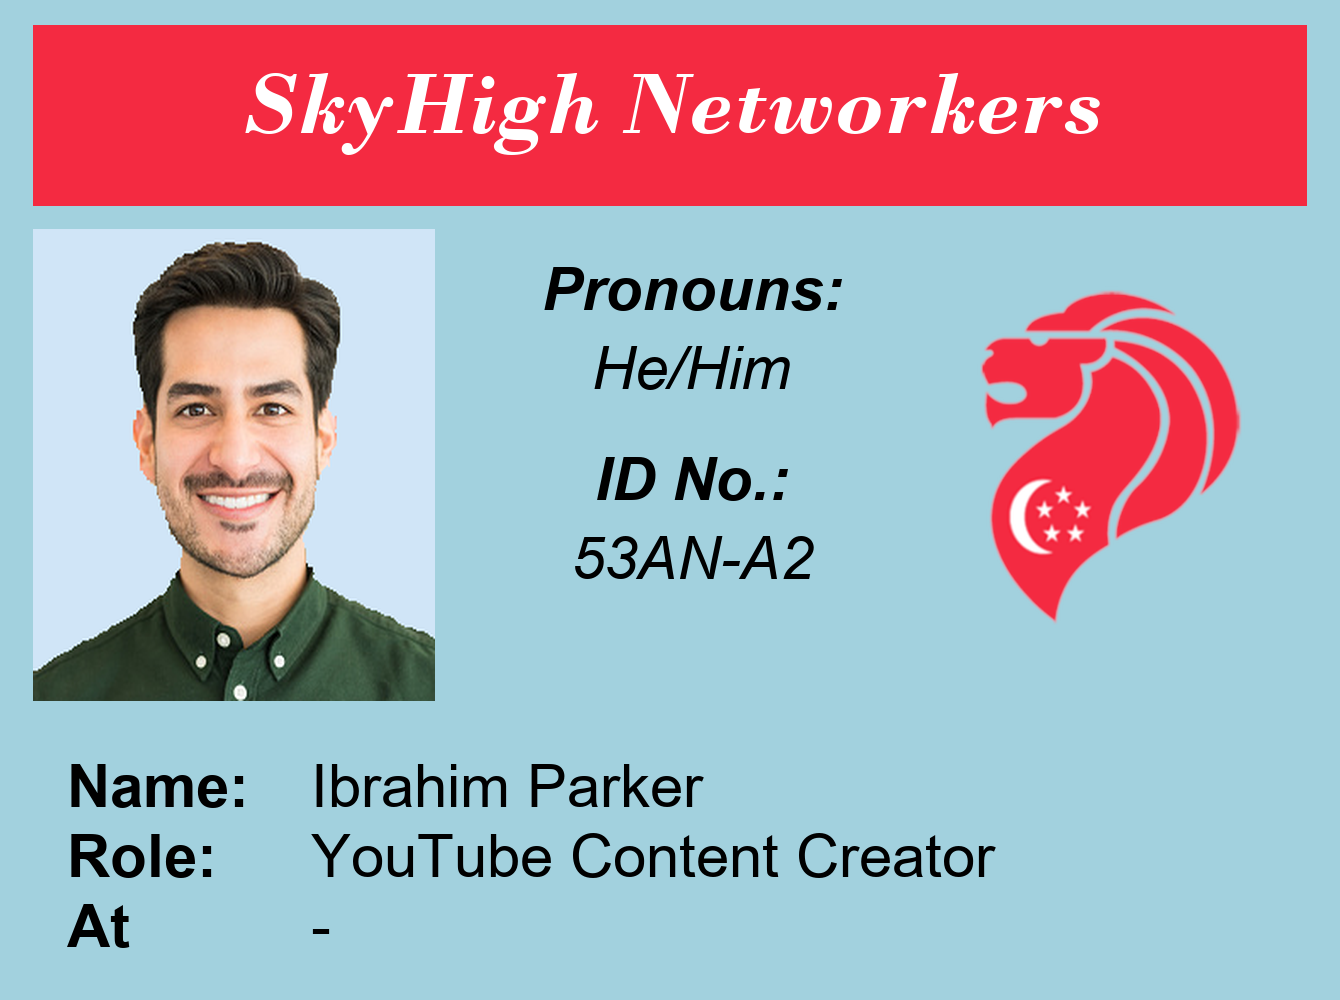 SkyHigh Networkers
Pronouns:
He/Him
ID No.:
53AN-A2
Name: Ibrahim Parker
Role: YouTube Content Creator
At -